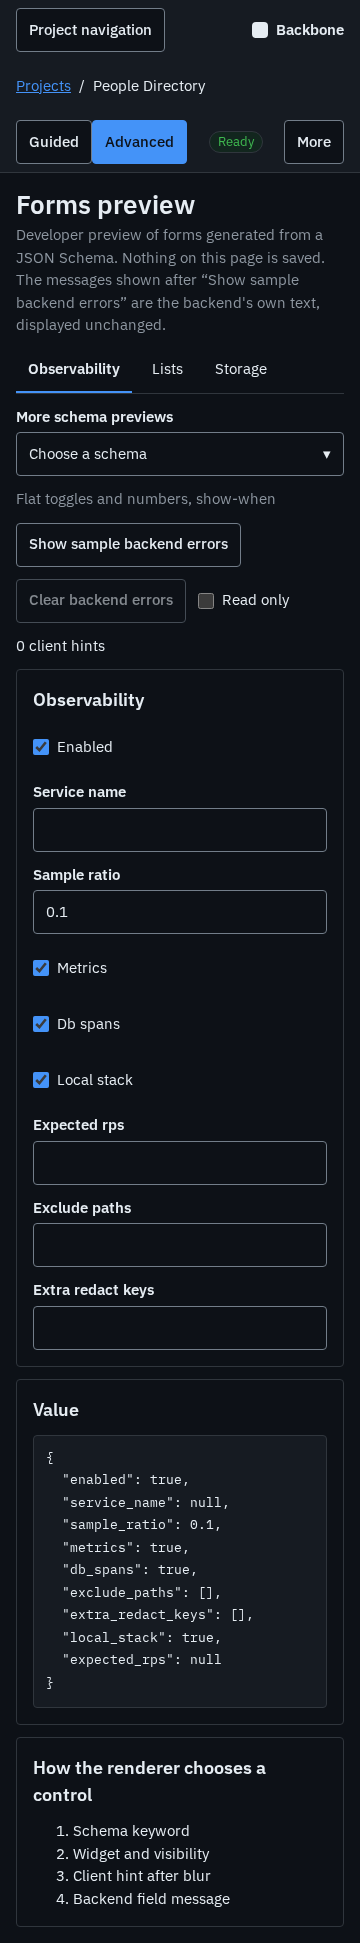 Project navigation
Backbone
Projects / People Directory
Guided
Advanced
Ready
More
Forms preview
Developer preview of forms generated from a
JSON Schema. Nothing on this page is saved.
The messages shown after “Show sample
backend errors” are the backend's own text,
displayed unchanged.
Observability
Lists
Storage
More schema previews
Choose a schema ▾
Flat toggles and numbers, show-when
Show sample backend errors
Clear backend errors
Read only
0 client hints
Observability
Enabled
Service name
Sample ratio
0.1
Metrics
Db spans
Local stack
Expected rps
Exclude paths
Extra redact keys
Value
{
  "enabled": true,
  "service_name": null,
  "sample_ratio": 0.1,
  "metrics": true,
  "db_spans": true,
  "exclude_paths": [],
  "extra_redact_keys": [],
  "local_stack": true,
  "expected_rps": null
}
How the renderer chooses a
control
1. Schema keyword
2. Widget and visibility
3. Client hint after blur
4. Backend field message